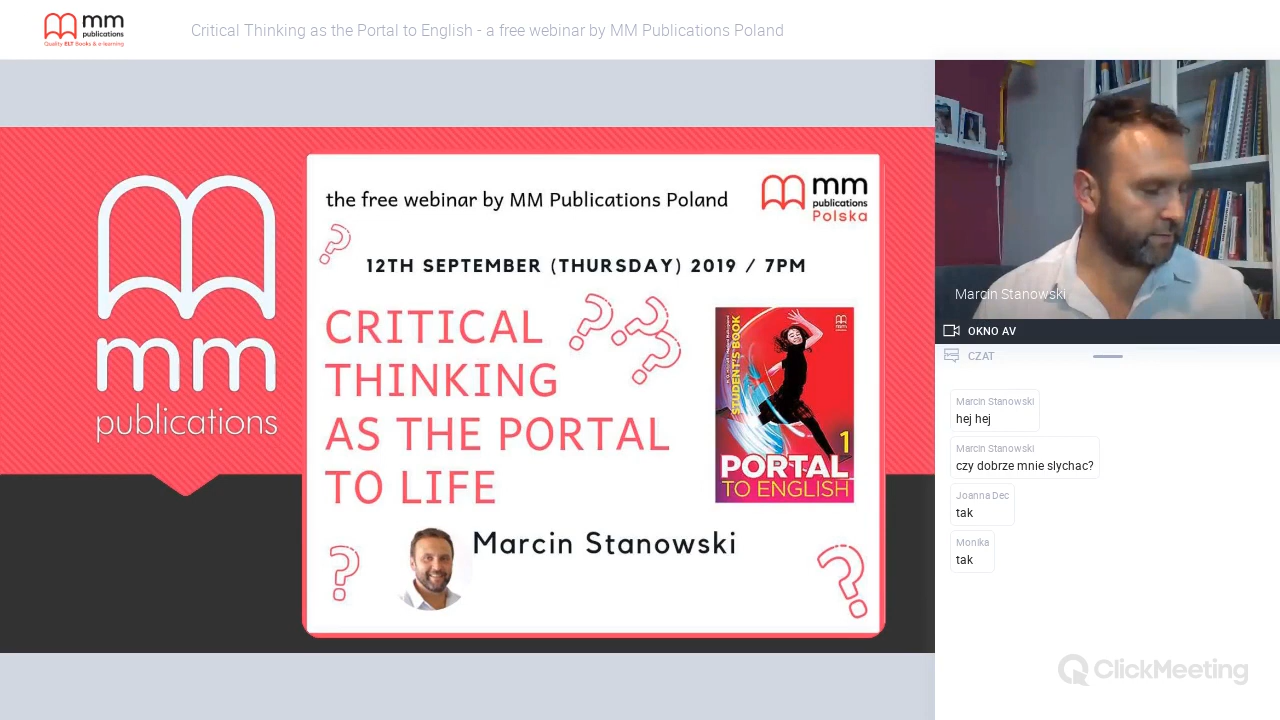 mm
publications
Quality ELT Books & e-learning
Critical Thinking as the Portal to English - a free webinar by MM Publications Poland
mm
publications
the free webinar by MM Publications Poland
mm
publications
Polska
12TH SEPTEMBER (THURSDAY) 2019 / 7PM
CRITICAL
THINKING
AS THE PORTAL
TO LIFE
STUDENT'S BOOK
1
PORTAL
TO ENGLISH
Marcin Stanowski
Marcin Stanowski
OKNO AV
CZAT
Marcin Stanowski
hej hej
Marcin Stanowski
czy dobrze mnie slychac?
Joanna Dec
tak
Monika
tak
ClickMeeting